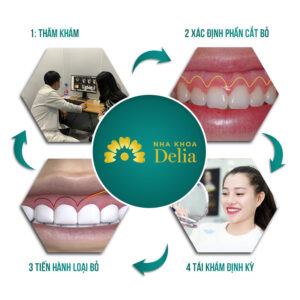 1: THĂM KHÁM
2 XÁC ĐỊNH PHẦN CẮT BỎ
NHA KHOA
Delia
3 TIẾN HÀNH LOẠI BỎ
4 TÁI KHÁM ĐỊNH KỲ